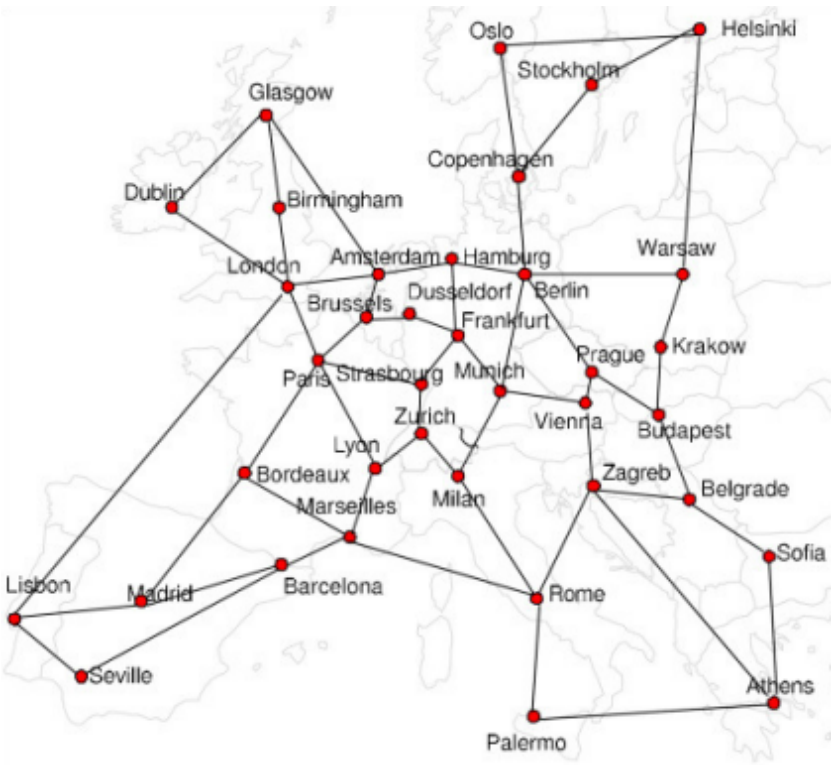 Oslo
Helsinki
Stockholm
Glasgow
Copenhagen
Dublin
Birmingham
London
Amsterdam
Hamburg
Berlin
Warsaw
Brussels
Dusseldorf
Frankfurt
Krakow
Prague
Paris
Strasbourg
Munich
Vienna
Budapest
Zurich
Lyon
Bordeaux
Milan
Zagreb
Belgrade
Marseilles
Sofia
Lisbon
Madrid
Barcelona
Rome
Seville
Athens
Palermo